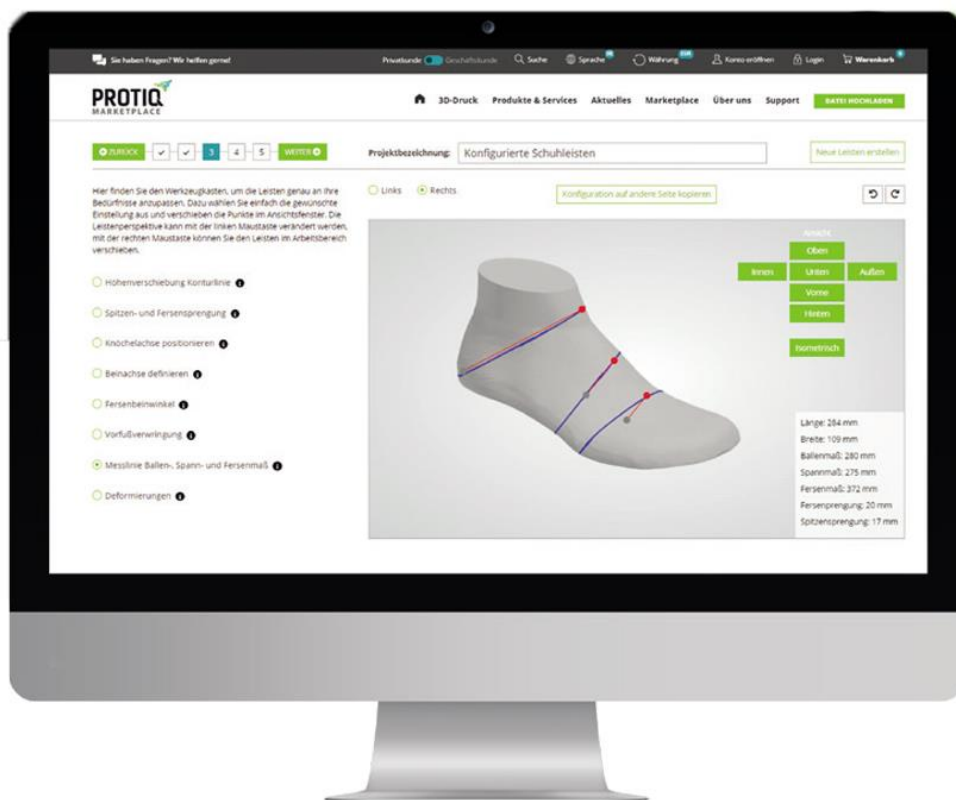 Sie haben Fragen? Wir helfen gerne!
Privatkunde Geschäftskunde Suche Sprache Währung EUR Konto eröffnen Login Warenkorb
PROTIQ
MARKETPLACE
3D-Druck Produkte & Services Aktuelles Marketplace Über uns Support DATEI HOCHLADEN
ZURÜCK 3 4 5 WEITER
Projektbezeichnung: Konfigurierte Schuhleisten
Neue Leisten erstellen
Hier finden Sie den Werkzeugkasten, um die Leisten genau an Ihre
Bedürfnisse anzupassen. Dazu wählen Sie einfach die gewünschte
Einstellung aus und verschieben die Punkte im Ansichtsfenster. Die
Leistenperspektive kann mit der linken Maustaste verändert werden,
mit der rechten Maustaste können Sie den Leisten im Arbeitsbereich
verschieben.
Höhenverschiebung Konturlinie
Spitzen- und Fersensprengung
Knöchelachse positionieren
Beinachse definieren
Fersenbeinwinkel
Vorfußverwringung
Messlinie Ballen-, Spann- und Fersenmaß
Deformierungen
Links Rechts
Konfiguration auf andere Seite kopieren
Ansicht
Oben
Innen Unten Außen
Vorne
Hinten
Isometrisch
Länge: 284 mm
Breite: 109 mm
Ballenmaß: 280 mm
Spannmaß: 275 mm
Fersenmaß: 372 mm
Fersenprengung: 20 mm
Spitzensprengung: 17 mm